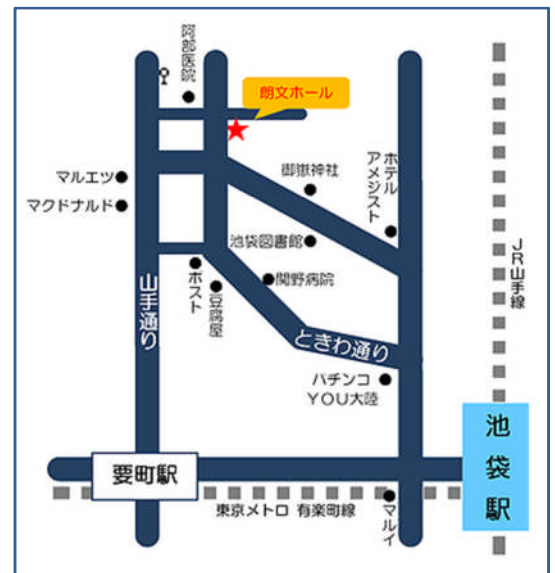 阿部医院
朗文ホール
マルエツ
マクドナルド
御嶽神社
ホテル
アメジスト
池袋図書館
関野病院
ポスト
豆腐屋
山手通り
ときわ通り
パチンコ
YOU大陸
JR山手線
池袋駅
要町駅
東京メトロ 有楽町線
マルイ